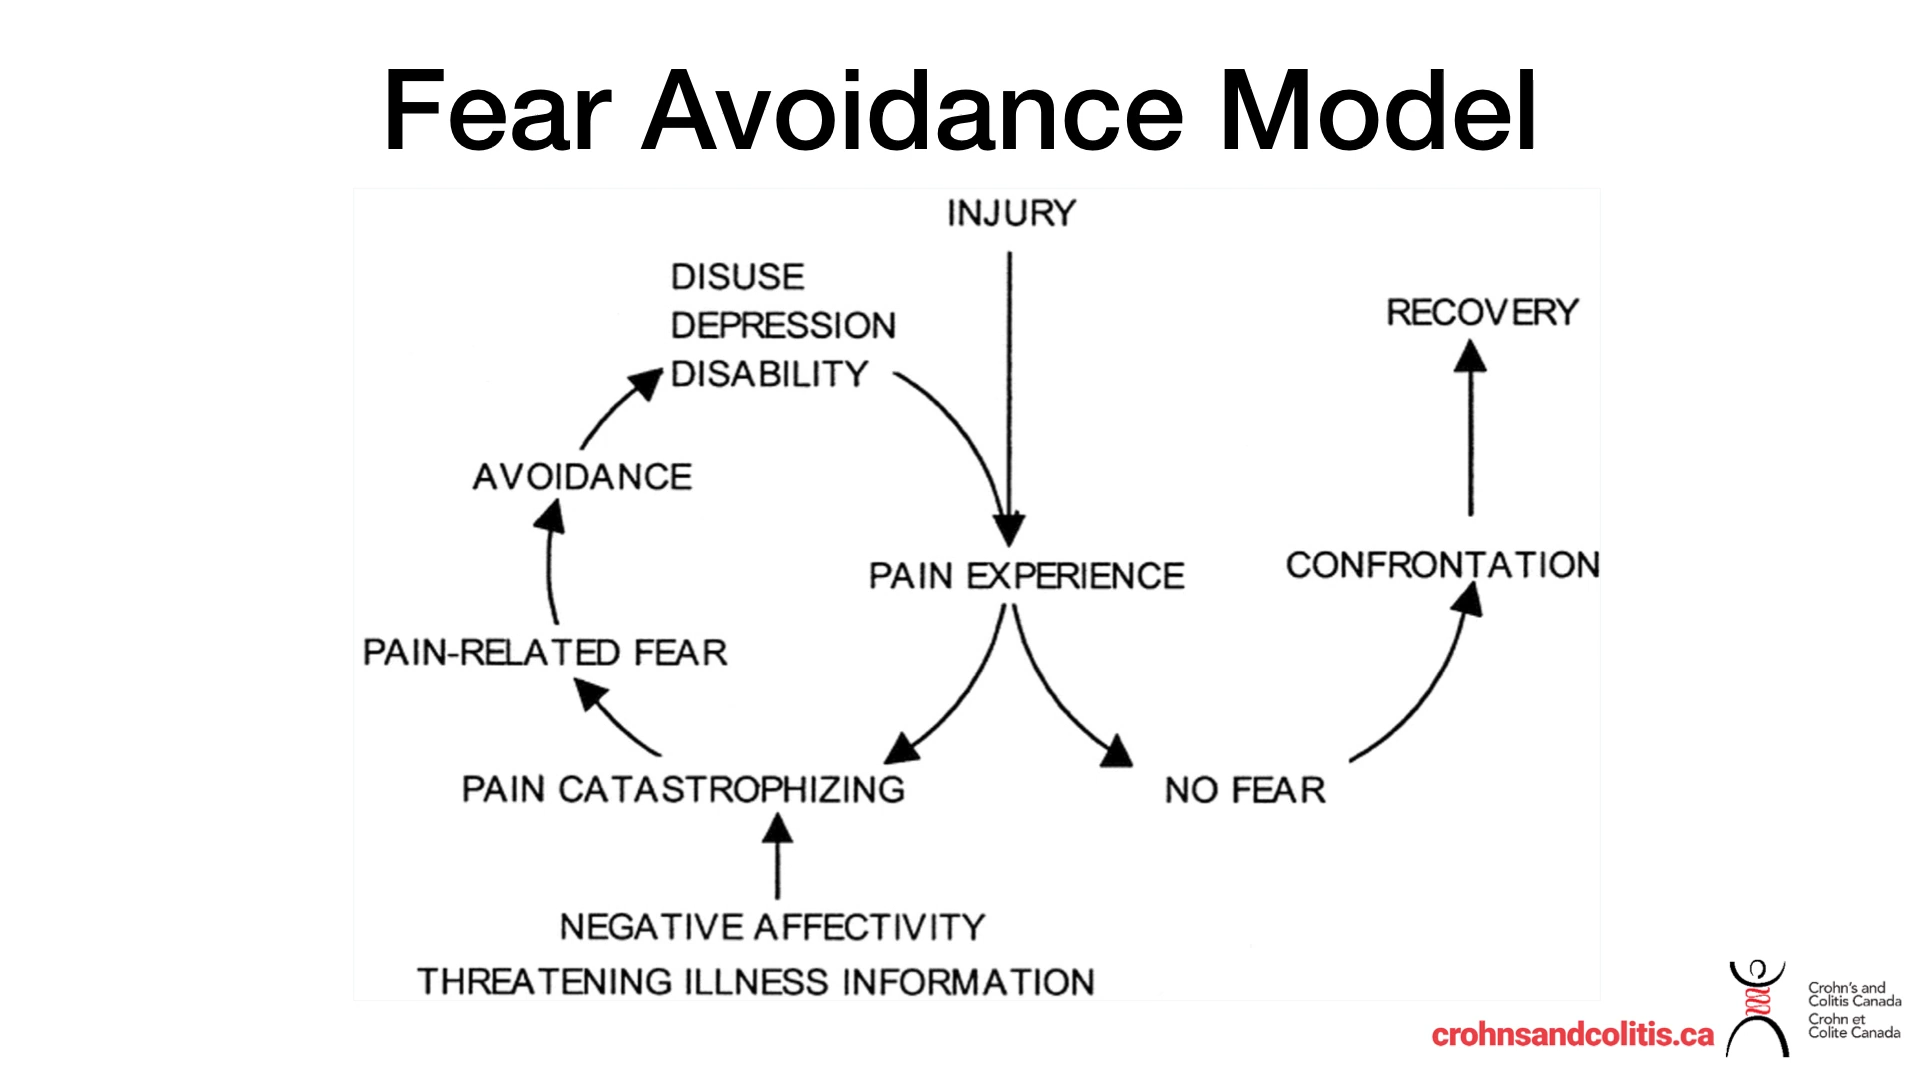 Fear Avoidance Model
INJURY
DISUSE
DEPRESSION
DISABILITY
RECOVERY
AVOIDANCE
PAIN EXPERIENCE
CONFRONTATION
PAIN-RELATED FEAR
PAIN CATASTROPHIZING
NO FEAR
NEGATIVE AFFECTIVITY
THREATENING ILLNESS INFORMATION
crohnsandcolitis.ca
Crohn's and
Colitis Canada
Crohn et
Colite Canada